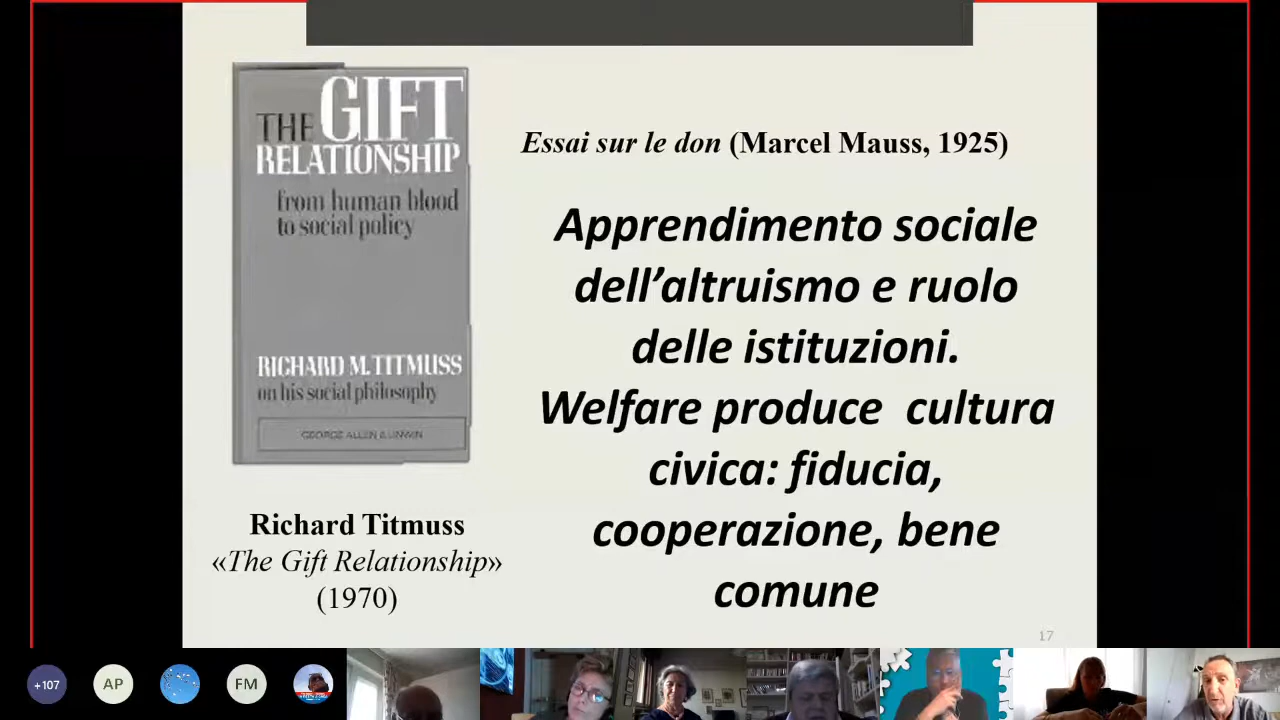 THE GIFT
RELATIONSHIP
from human blood
to social policy
RICHARD M. TITMUSS
on his social philosophy
GEORGE ALLEN & UNWIN
Richard Titmuss
«The Gift Relationship»
(1970)
Essai sur le don (Marcel Mauss, 1925)
Apprendimento sociale
dell’altruismo e ruolo
delle istituzioni.
Welfare produce cultura
civica: fiducia,
cooperazione, bene
comune
17
+107
AP
FM